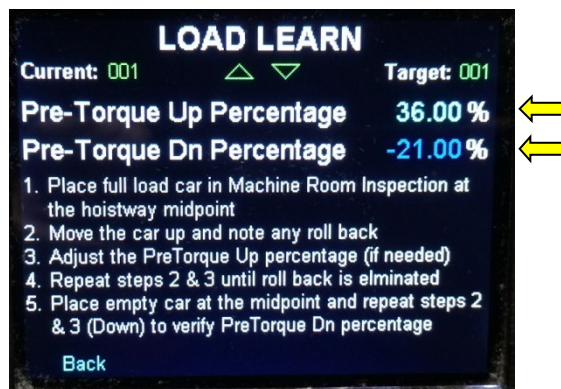 LOAD LEARN
Current: 001 Target: 001
Pre-Torque Up Percentage 36.00 %
Pre-Torque Dn Percentage -21.00 %
1. Place full load car in Machine Room Inspection at
the hoistway midpoint
2. Move the car up and note any roll back
3. Adjust the PreTorque Up percentage (if needed)
4. Repeat steps 2 & 3 until roll back is elminated
5. Place empty car at the midpoint and repeat steps 2
& 3 (Down) to verify PreTorque Dn percentage
Back